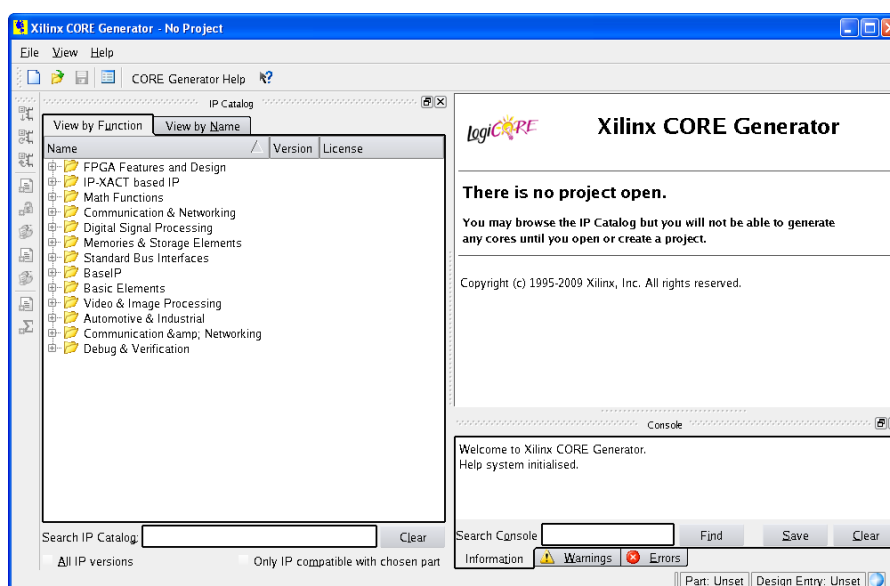 Xilinx CORE Generator - No Project
File View Help
CORE Generator Help
IP Catalog
View by Function View by Name
Name Version License
FPGA Features and Design
IP-XACT based IP
Math Functions
Communication & Networking
Digital Signal Processing
Memories & Storage Elements
Standard Bus Interfaces
BaseIP
Basic Elements
Video & Image Processing
Automotive & Industrial
Communication &amp; Networking
Debug & Verification
Search IP Catalog: Clear
All IP versions Only IP compatible with chosen part
LogiCORE Xilinx CORE Generator
There is no project open.
You may browse the IP Catalog but you will not be able to generate
any cores until you open or create a project.
Copyright (c) 1995-2009 Xilinx, Inc. All rights reserved.
Console
Welcome to Xilinx CORE Generator.
Help system initialised.
Search Console Find Save Clear
Information Warnings Errors
Part: Unset Design Entry: Unset